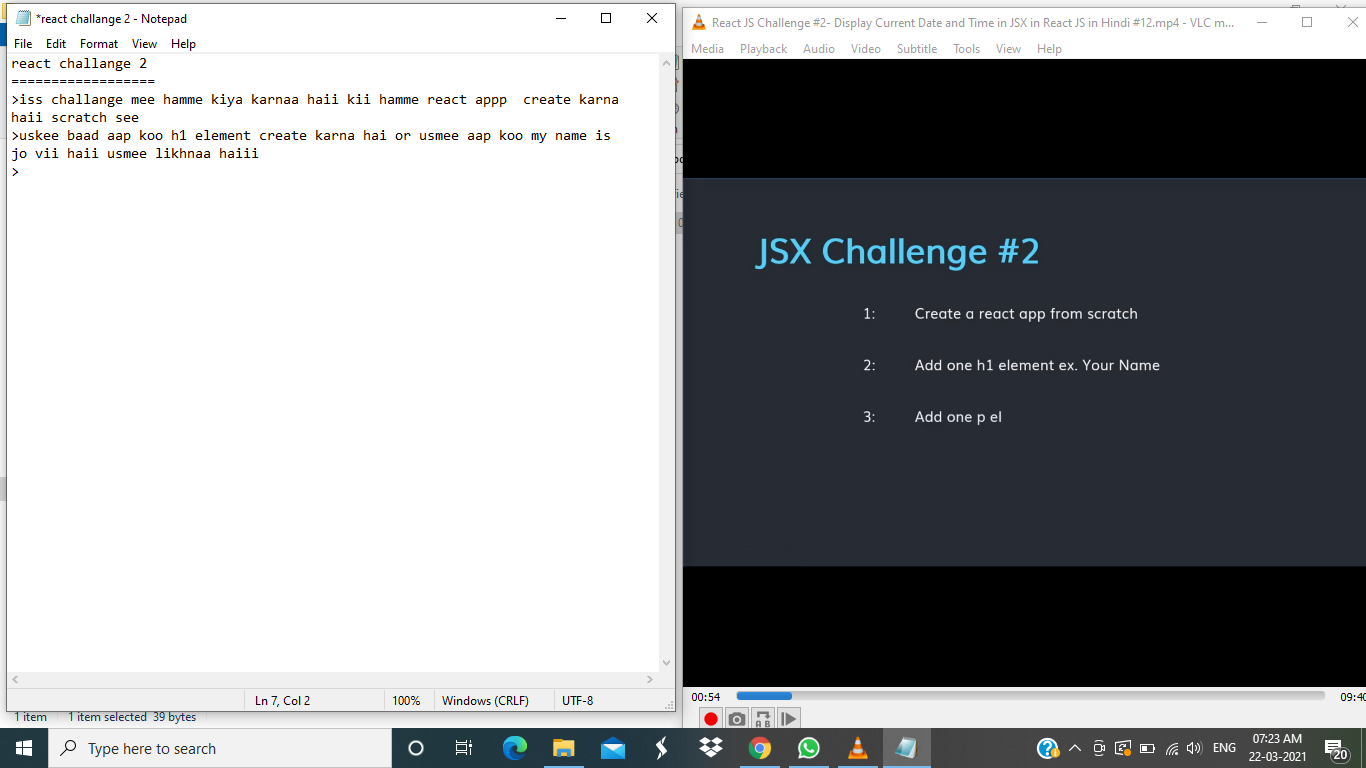 *react challange 2 - Notepad
File Edit Format View Help
react challange 2
==================
>iss challange mee hamme kiya karnaa haii kii hamme react appp  create karna
haii scratch see
>uskee baad aap koo h1 element create karna hai or usmee aap koo my name is
jo vii haii usmee likhnaa haiii
>
Ln 7, Col 2 100% Windows (CRLF) UTF-8
1 item 1 item selected 39 bytes
React JS Challenge #2- Display Current Date and Time in JSX in React JS in Hindi #12.mp4 - VLC m...
Media Playback Audio Video Subtitle Tools View Help
JSX Challenge #2
1: Create a react app from scratch
2: Add one h1 element ex. Your Name
3: Add one p el
00:54 09:40
Type here to search
ENG
07:23 AM
22-03-2021
20